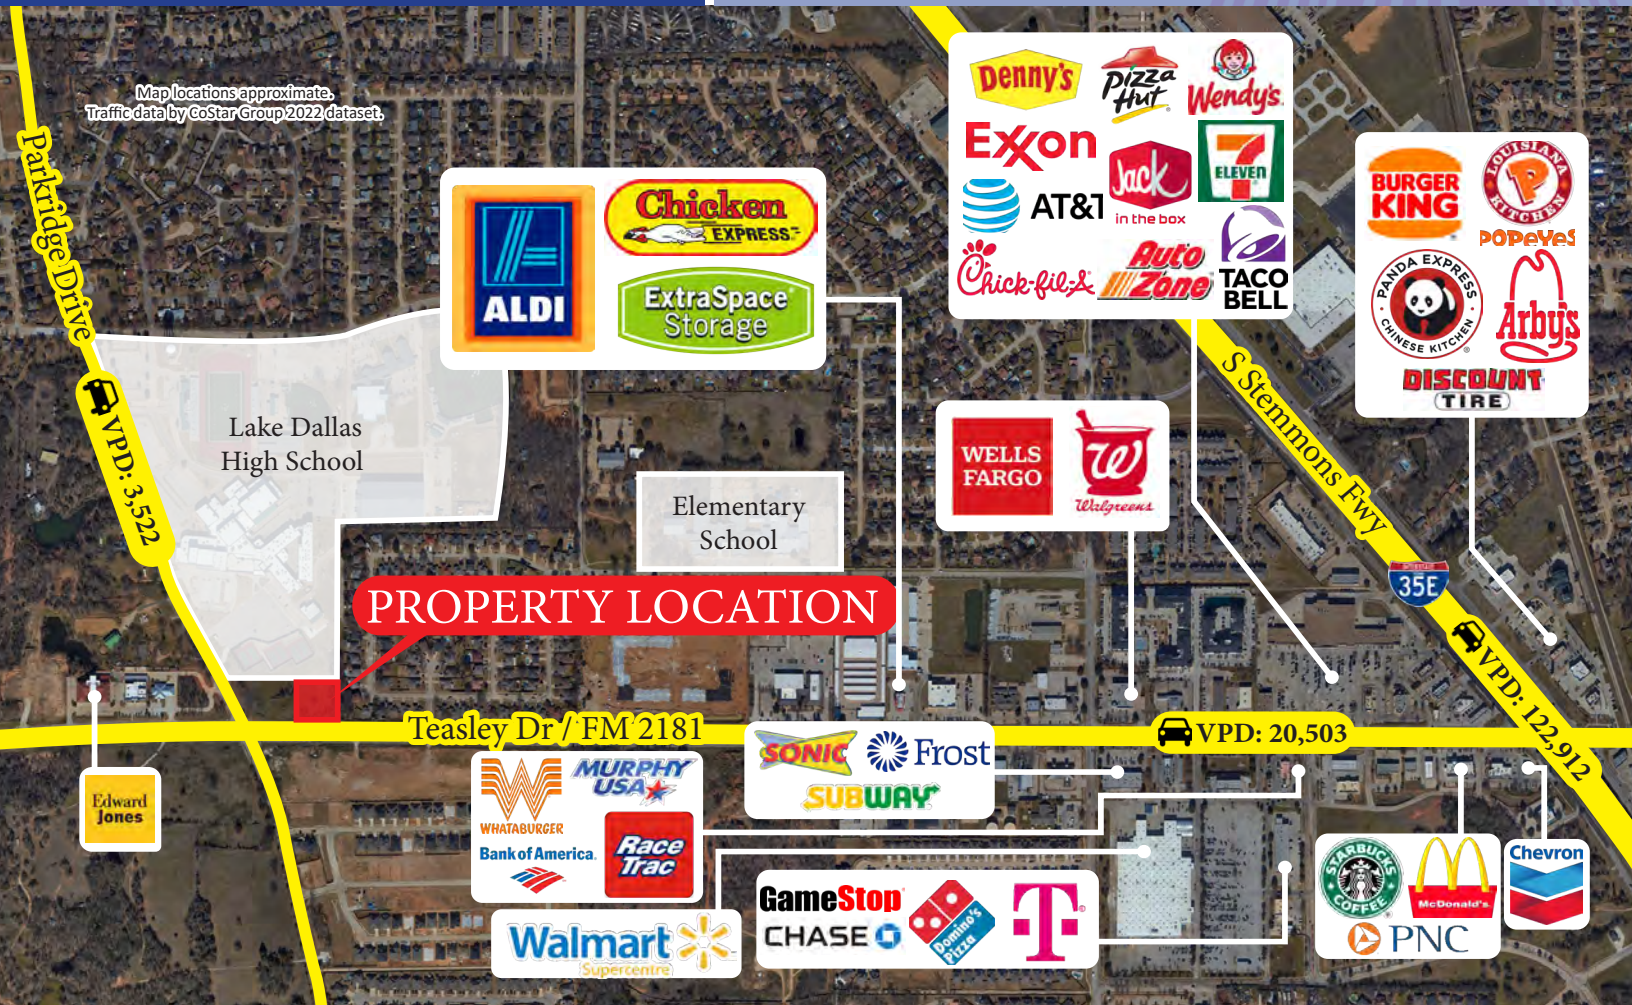 Map locations approximate.
Traffic data by CoStar Group 2022 dataset.
Parkridge Drive
VPD: 3,522
Lake Dallas
High School
ALDI
Chicken
EXPRESS
ExtraSpace
Storage
Elementary
School
PROPERTY LOCATION
Denny's
Pizza
Hut
Wendy's
Exxon
Jack
in the box
7
ELEVEN
AT&T
Chick-fil-A
Auto
Zone
TACO
BELL
BURGER
KING
LOUISIANA
KITCHEN
POPEYES
PANDA EXPRESS
CHINESE KITCHEN
Arby's
DISCOUNT
TIRE
WELLS
FARGO
W
Walgreens
S Stemmons Fwy
INTERSTATE
35E
VPD: 122,912
Teasley Dr / FM 2181
VPD: 20,503
Edward
Jones
WHATABURGER
MURPHY
USA
Bank of America.
Race
Trac
SONIC
Frost
SUBWAY
Walmart
Supercentre
GameStop
CHASE
Domino's
Pizza
T
STARBUCKS
COFFEE
McDonald's
PNC
Chevron